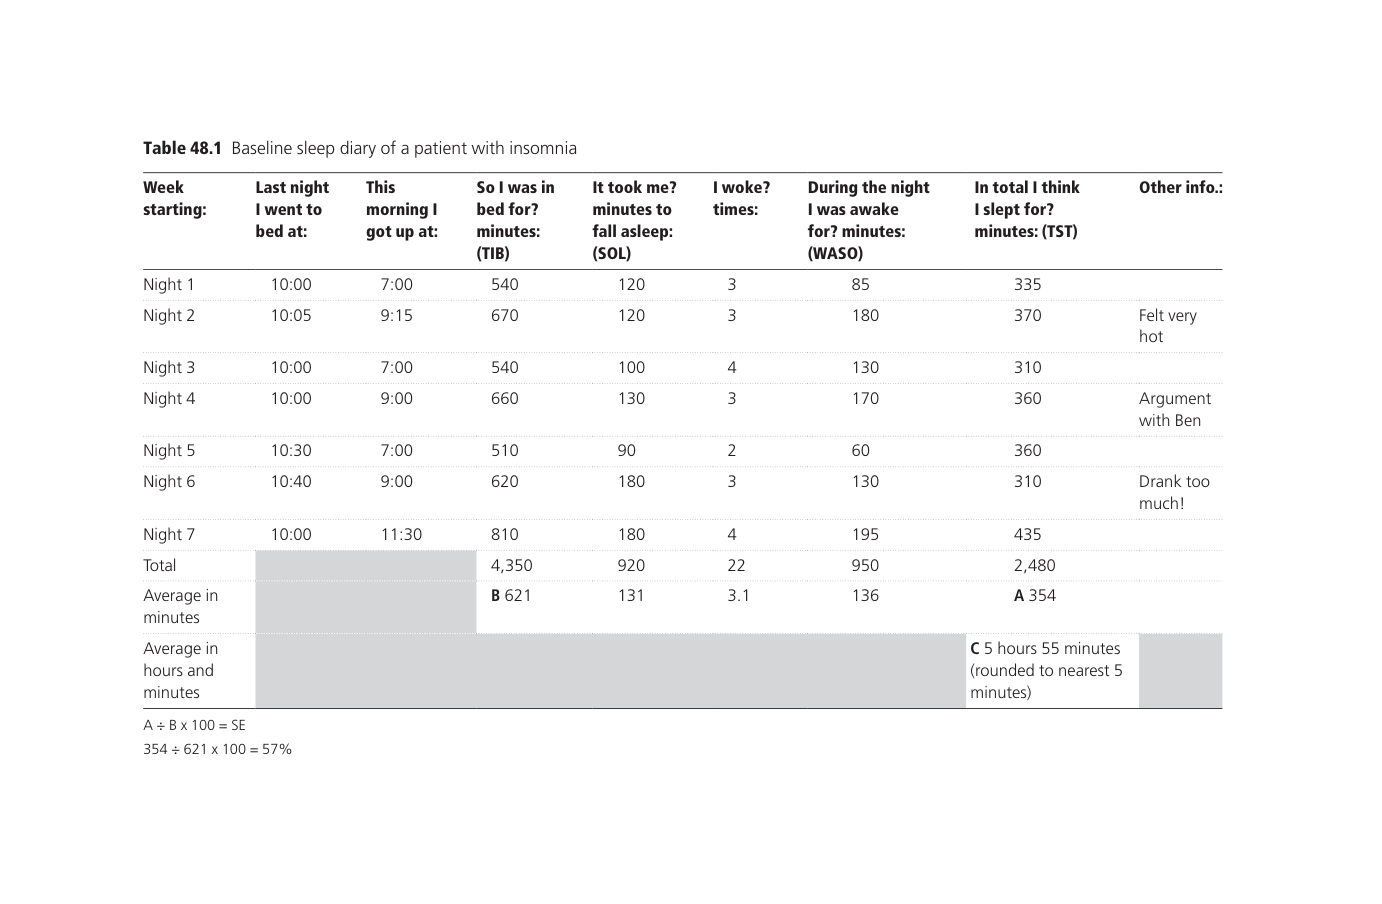 Table 48.1 Baseline sleep diary of a patient with insomnia
Week starting: Last night I went to bed at: This morning I got up at: So I was in bed for? minutes: (TIB) It took me? minutes to fall asleep: (SOL) I woke? times: During the night I was awake for? minutes: (WASO) In total I think I slept for? minutes: (TST) Other info.:
Night 1 10:00 7:00 540 120 3 85 335
Night 2 10:05 9:15 670 120 3 180 370 Felt very hot
Night 3 10:00 7:00 540 100 4 130 310
Night 4 10:00 9:00 660 130 3 170 360 Argument with Ben
Night 5 10:30 7:00 510 90 2 60 360
Night 6 10:40 9:00 620 180 3 130 310 Drank too much!
Night 7 10:00 11:30 810 180 4 195 435
Total 4,350 920 22 950 2,480
Average in minutes B 621 131 3.1 136 A 354
Average in hours and minutes C 5 hours 55 minutes (rounded to nearest 5 minutes)
A ÷ B x 100 = SE
354 ÷ 621 x 100 = 57%